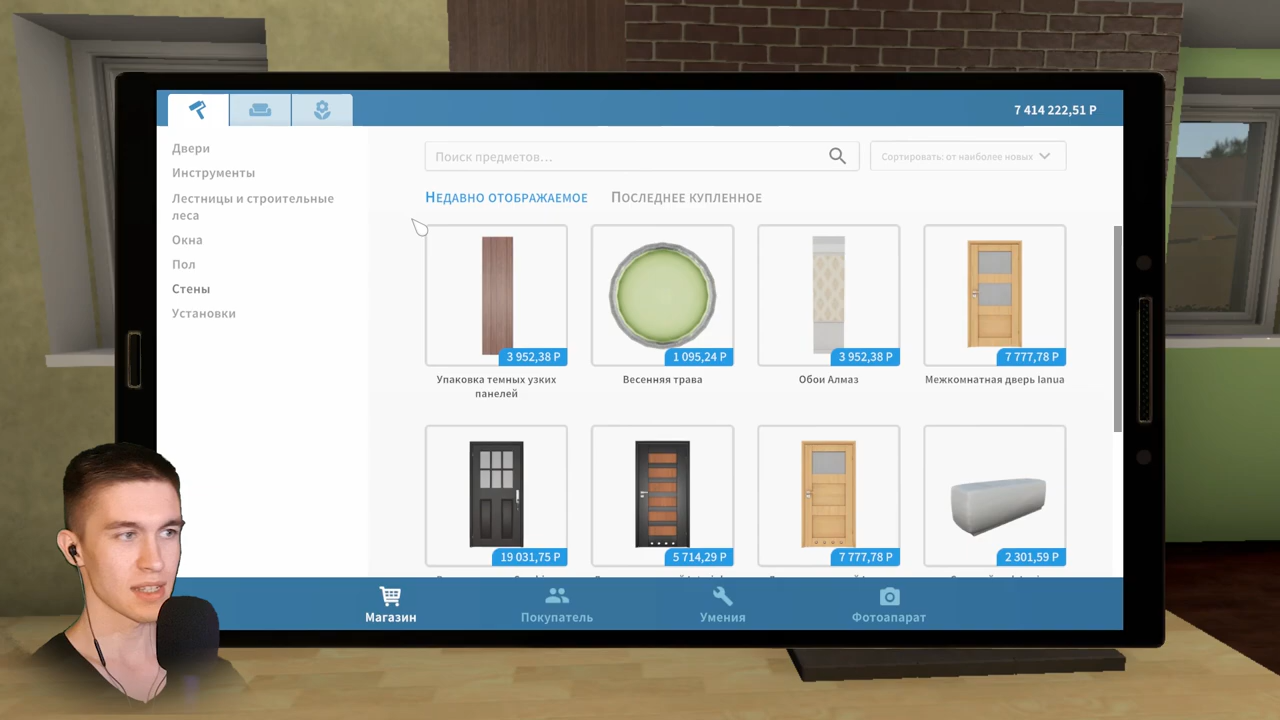 7 414 222,51 Р
Двери
Инструменты
Лестницы и строительные
леса
Окна
Пол
Стены
Установки
Поиск предметов...
Сортировать: от наиболее новых
Недавно отображаемое
Последнее купленное
3 952,38 Р
1 095,24 Р
3 952,38 Р
7 777,78 Р
Упаковка темных узких
панелей
Весенняя трава
Обои Алмаз
Межкомнатная дверь Ianua
19 031,75 Р
5 714,29 Р
7 777,78 Р
2 301,59 Р
Магазин
Покупатель
Умения
Фотоаппарат